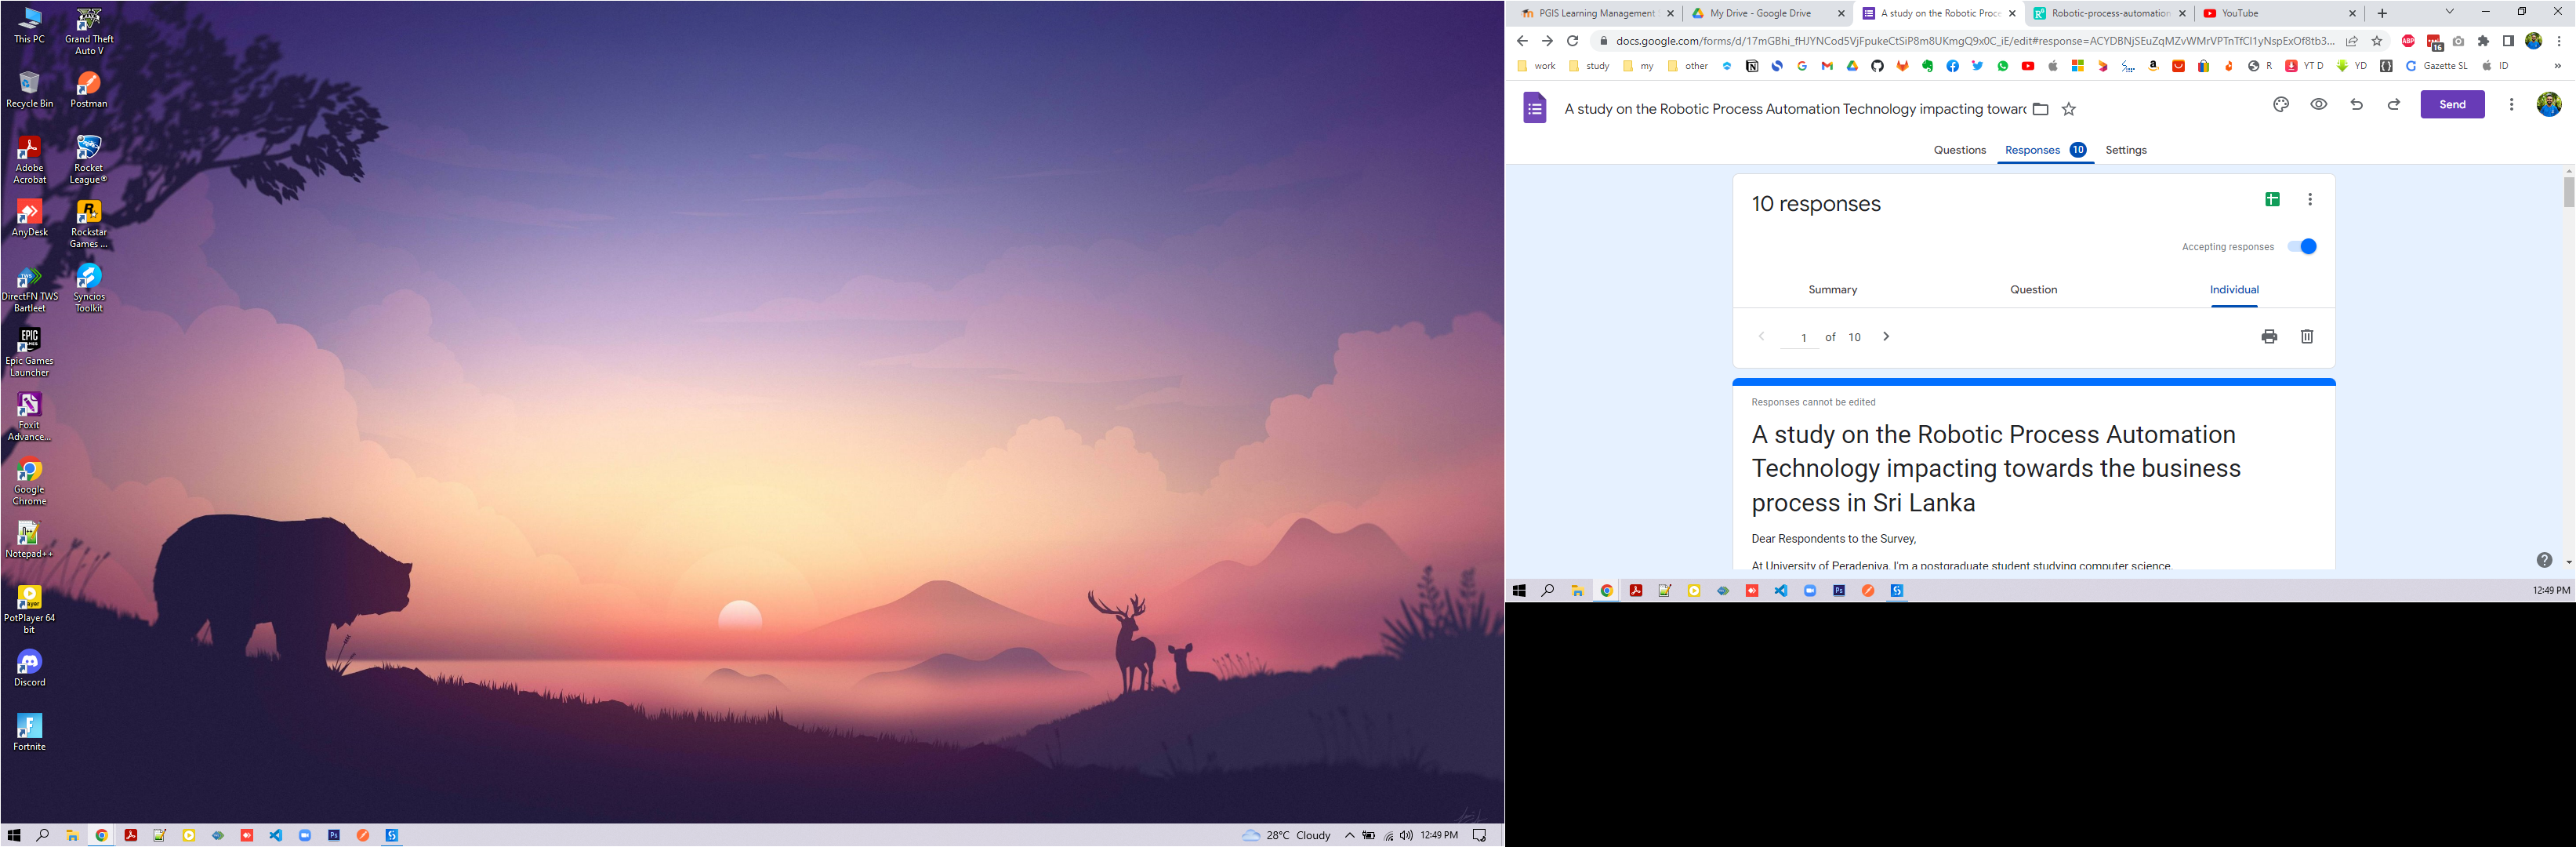 This PC
Grand Theft
Auto V
Recycle Bin
Postman
Adobe
Acrobat
Rocket
League®
AnyDesk
Rockstar
Games ...
DirectFN TWS
Bartleet
Syncios
Toolkit
Epic Games
Launcher
Foxit
Advance...
Google
Chrome
Notepad++
PotPlayer 64
bit
Discord
Fortnite
28°C Cloudy
12:49 PM
PGIS Learning Management
My Drive - Google Drive
A study on the Robotic Proce
Robotic-process-automation
YouTube
docs.google.com/forms/d/17mGBhi_fHJYNCod5VjFpukeCtSiP8m8UKmgQ9x0C_iE/edit#response=ACYDBNjSEuZqMZvWMrVPTnTfCl1yNspExOf8tb3...
ABP
16
work
study
my
other
R
YT D
YD
Gazette SL
ID
A study on the Robotic Process Automation Technology impacting towar
Send
Questions
Responses 10
Settings
10 responses
Accepting responses
Summary
Question
Individual
1 of 10
Responses cannot be edited
A study on the Robotic Process Automation
Technology impacting towards the business
process in Sri Lanka
Dear Respondents to the Survey,
At University of Peradeniya, I'm a postgraduate student studying computer science.
12:49 PM